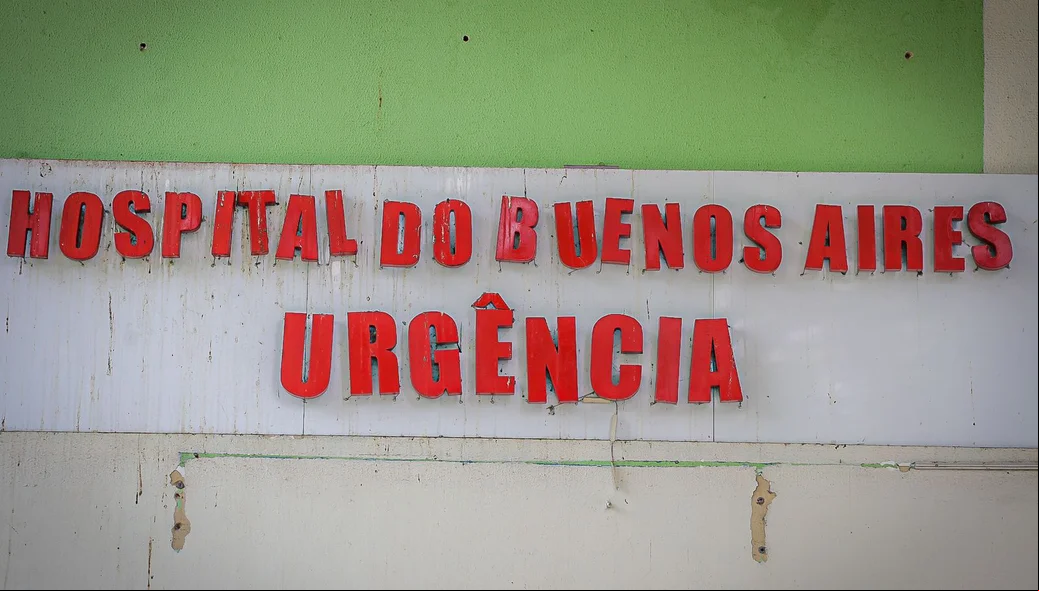 HOSPITAL DO BUENOS AIRES
URGÊNCIA